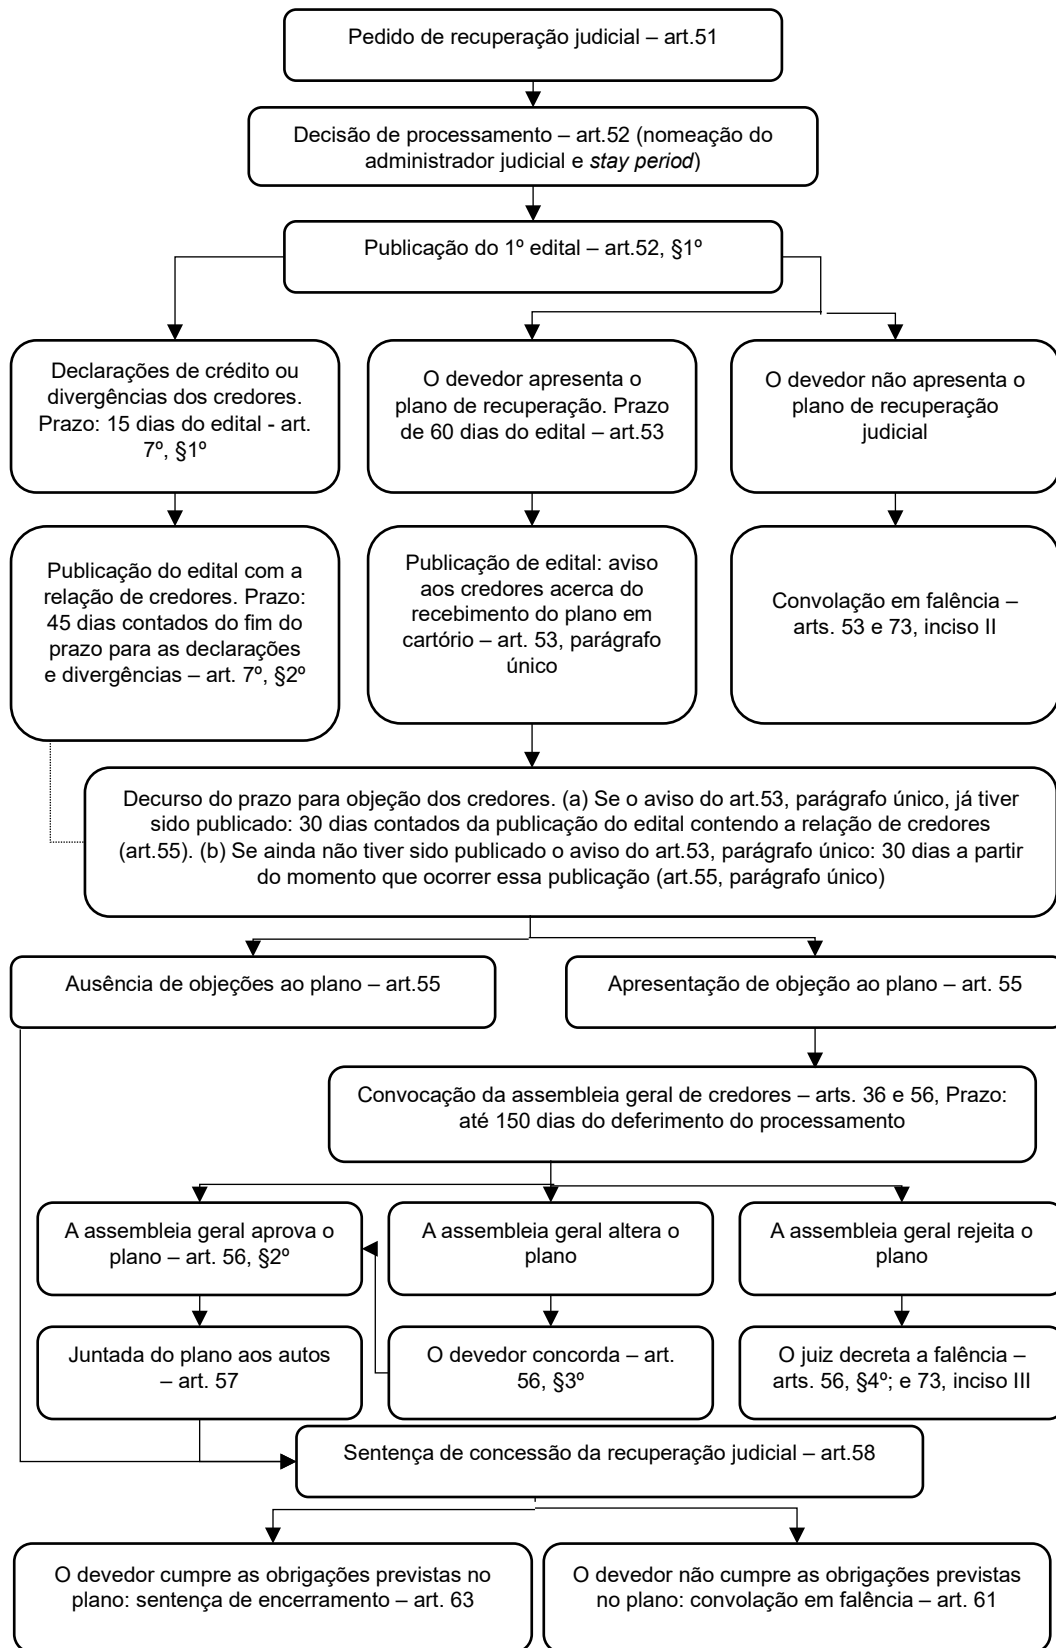 Pedido de recuperação judicial – art.51
Decisão de processamento – art.52 (nomeação do
administrador judicial e stay period)
Publicação do 1º edital – art.52, §1º
Declarações de crédito ou
divergências dos credores.
Prazo: 15 dias do edital - art.
7º, §1º
O devedor apresenta o
plano de recuperação. Prazo
de 60 dias do edital – art.53
O devedor não apresenta o
plano de recuperação
judicial
Publicação do edital com a
relação de credores. Prazo:
45 dias contados do fim do
prazo para as declarações
e divergências – art. 7º, §2º
Publicação de edital: aviso
aos credores acerca do
recebimento do plano em
cartório – art. 53, parágrafo
único
Convolação em falência –
arts. 53 e 73, inciso II
Decurso do prazo para objeção dos credores. (a) Se o aviso do art.53, parágrafo único, já tiver
sido publicado: 30 dias contados da publicação do edital contendo a relação de credores
(art.55). (b) Se ainda não tiver sido publicado o aviso do art.53, parágrafo único: 30 dias a partir
do momento que ocorrer essa publicação (art.55, parágrafo único)
Ausência de objeções ao plano – art.55
Apresentação de objeção ao plano – art. 55
Convocação da assembleia geral de credores – arts. 36 e 56, Prazo:
até 150 dias do deferimento do processamento
A assembleia geral aprova o
plano – art. 56, §2º
A assembleia geral altera o
plano
A assembleia geral rejeita o
plano
Juntada do plano aos autos
– art. 57
O devedor concorda – art.
56, §3º
O juiz decreta a falência –
arts. 56, §4º; e 73, inciso III
Sentença de concessão da recuperação judicial – art.58
O devedor cumpre as obrigações previstas no
plano: sentença de encerramento – art. 63
O devedor não cumpre as obrigações previstas
no plano: convolação em falência – art. 61